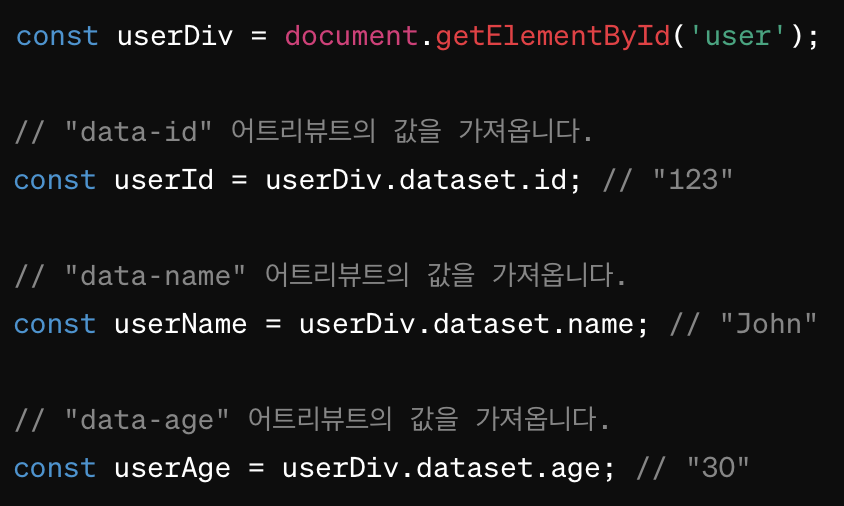 const userDiv = document.getElementById('user');
// "data-id" 어트리뷰트의 값을 가져옵니다.
const userId = userDiv.dataset.id; // "123"
// "data-name" 어트리뷰트의 값을 가져옵니다.
const userName = userDiv.dataset.name; // "John"
// "data-age" 어트리뷰트의 값을 가져옵니다.
const userAge = userDiv.dataset.age; // "30"